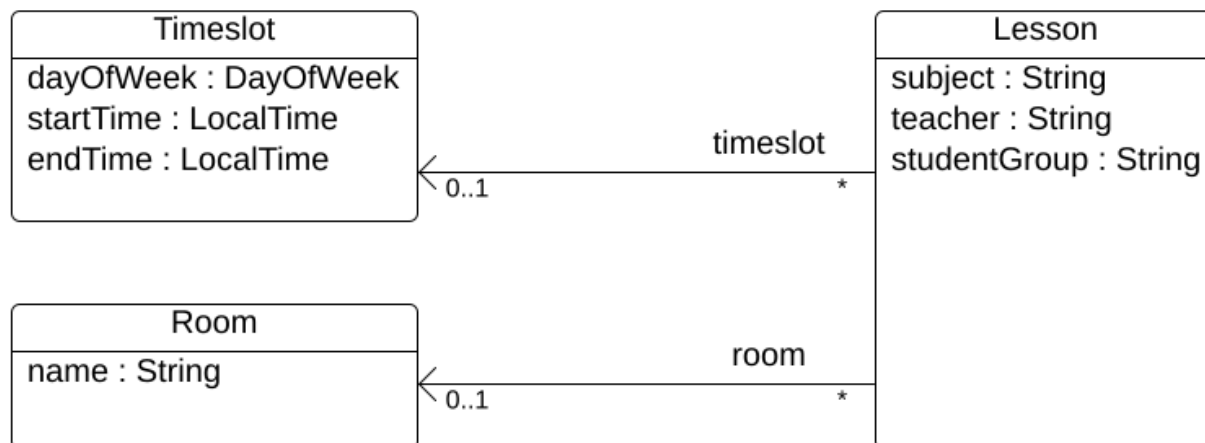 Timeslot
dayOfWeek : DayOfWeek
startTime : LocalTime
endTime : LocalTime
Lesson
subject : String
teacher : String
studentGroup : String
timeslot
0..1
*
Room
name : String
room
0..1
*